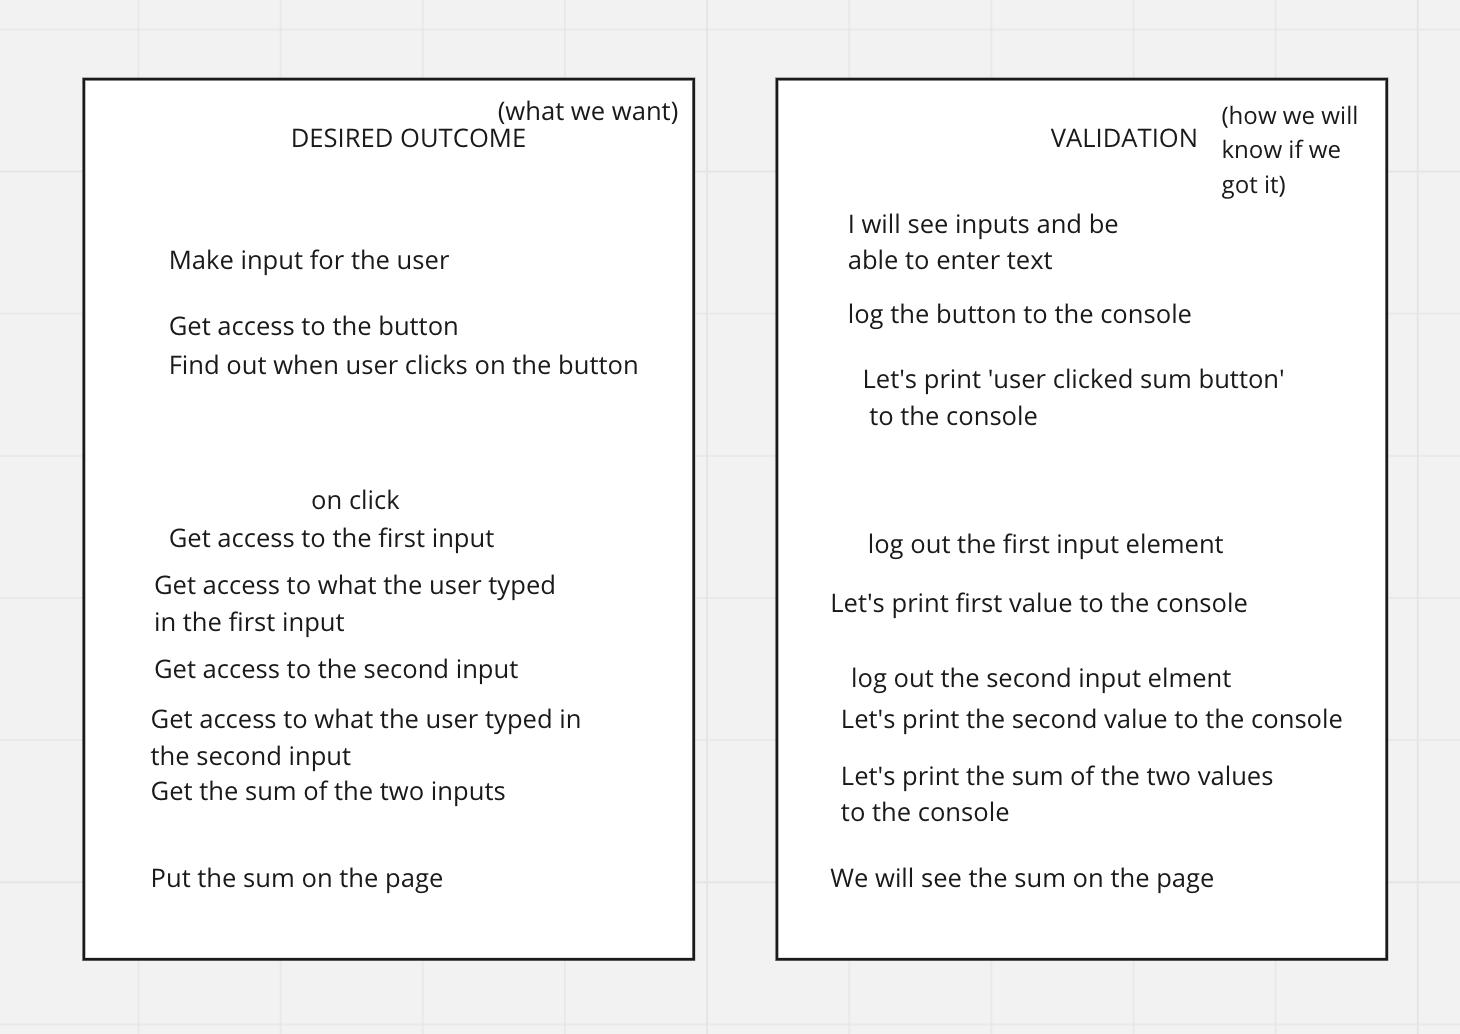 (what we want)
DESIRED OUTCOME
Make input for the user
Get access to the button
Find out when user clicks on the button
on click
Get access to the first input
Get access to what the user typed
in the first input
Get access to the second input
Get access to what the user typed in
the second input
Get the sum of the two inputs
Put the sum on the page
VALIDATION
(how we will
know if we
got it)
I will see inputs and be
able to enter text
log the button to the console
Let's print 'user clicked sum button'
to the console
log out the first input element
Let's print first value to the console
log out the second input elment
Let's print the second value to the console
Let's print the sum of the two values
to the console
We will see the sum on the page